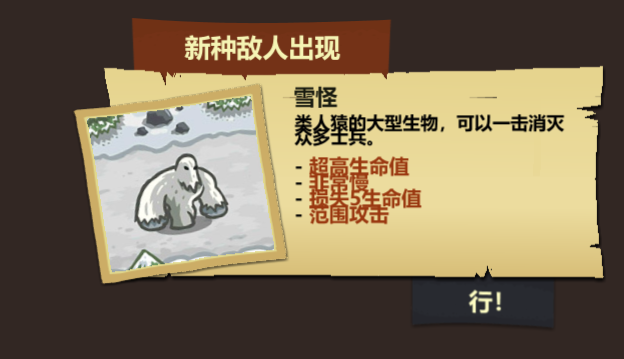 新种敌人出现
雪怪
类人猿的大型生物，可以一击消灭
众多士兵。
- 超高生命值
- 非常慢
- 损失5生命值
- 范围攻击
行!